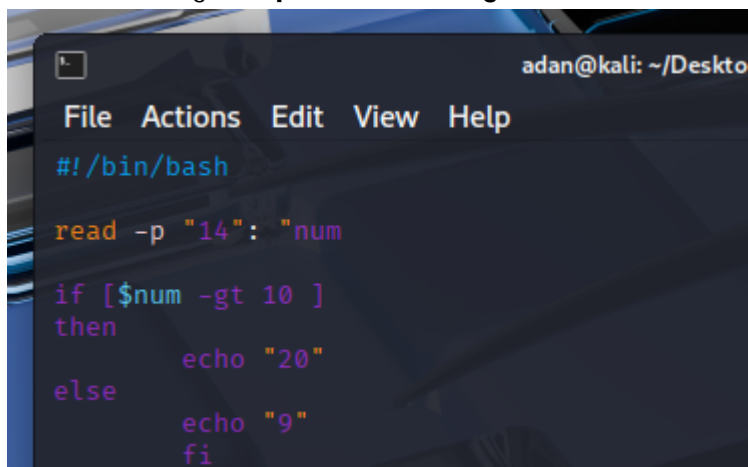 adan@kali: ~/Deskto
File Actions Edit View Help
#!/bin/bash
read -p "14": "num
if [$num -gt 10 ]
then
echo "20"
else
echo "9"
fi